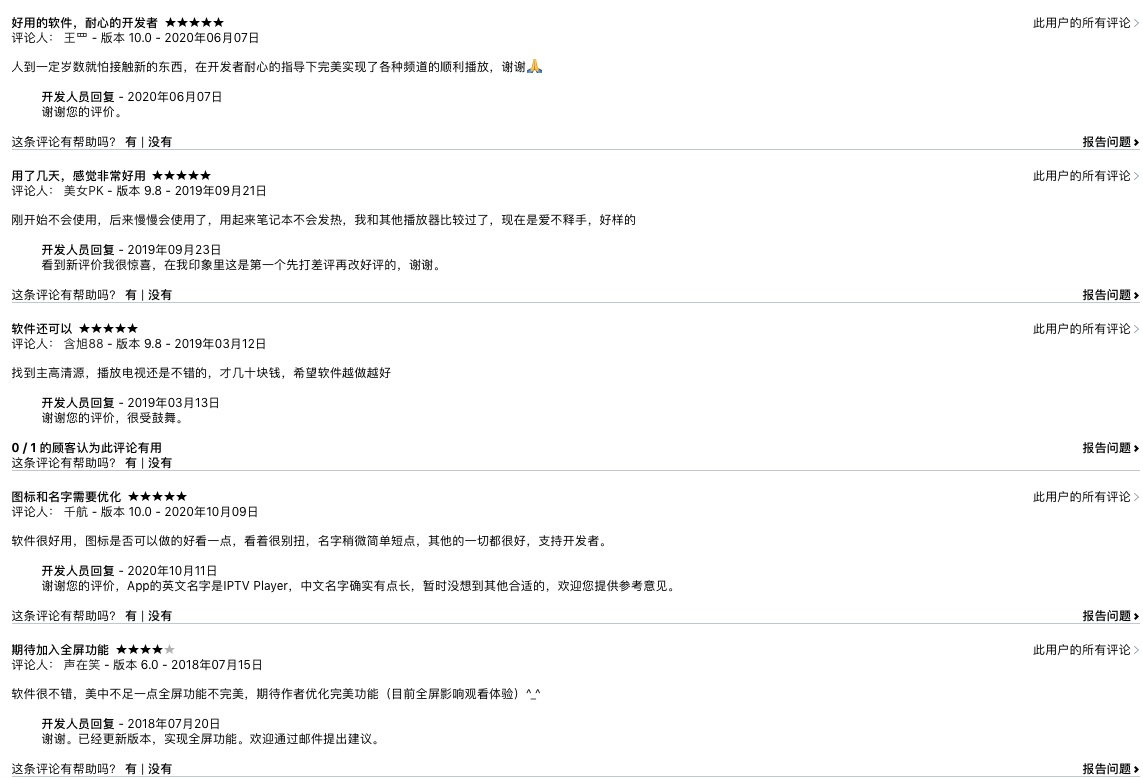 好用的软件，耐心的开发者 ★★★★★ 此用户的所有评论 >
评论人： 王罒 - 版本 10.0 - 2020年06月07日
人到一定岁数就怕接触新的东西，在开发者耐心的指导下完美实现了各种频道的顺利播放，谢谢🙏
开发人员回复 - 2020年06月07日
谢谢您的评价。
这条评论有帮助吗？ 有 | 没有 报告问题 >
用了几天，感觉非常好用 ★★★★★ 此用户的所有评论 >
评论人： 美女PK - 版本 9.8 - 2019年09月21日
刚开始不会使用，后来慢慢会使用了，用起来笔记本不会发热，我和其他播放器比较过了，现在是爱不释手，好样的
开发人员回复 - 2019年09月23日
看到新评价我很惊喜，在我印象里这是第一个先打差评再改好评的，谢谢。
这条评论有帮助吗？ 有 | 没有 报告问题 >
软件还可以 ★★★★★ 此用户的所有评论 >
评论人： 含旭88 - 版本 9.8 - 2019年03月12日
找到主高清源，播放电视还是不错的，才几十块钱，希望软件越做越好
开发人员回复 - 2019年03月13日
谢谢您的评价，很受鼓舞。
0 / 1 的顾客认为此评论有用 报告问题 >
这条评论有帮助吗？ 有 | 没有
图标和名字需要优化 ★★★★★ 此用户的所有评论 >
评论人： 千航 - 版本 10.0 - 2020年10月09日
软件很好用，图标是否可以做的好看一点，看着很别扭，名字稍微简单短点，其他的一切都很好，支持开发者。
开发人员回复 - 2020年10月11日
谢谢您的评价，App的英文名字是IPTV Player，中文名字确实有点长，暂时没想到其他合适的，欢迎您提供参考意见。
这条评论有帮助吗？ 有 | 没有 报告问题 >
期待加入全屏功能 ★★★★★ 此用户的所有评论 >
评论人： 声在笑 - 版本 6.0 - 2018年07月15日
软件很不错，美中不足一点全屏功能不完美，期待作者优化完美功能（目前全屏影响观看体验）^_^
开发人员回复 - 2018年07月20日
谢谢。已经更新版本，实现全屏功能。欢迎通过邮件提出建议。
这条评论有帮助吗？ 有 | 没有 报告问题 >